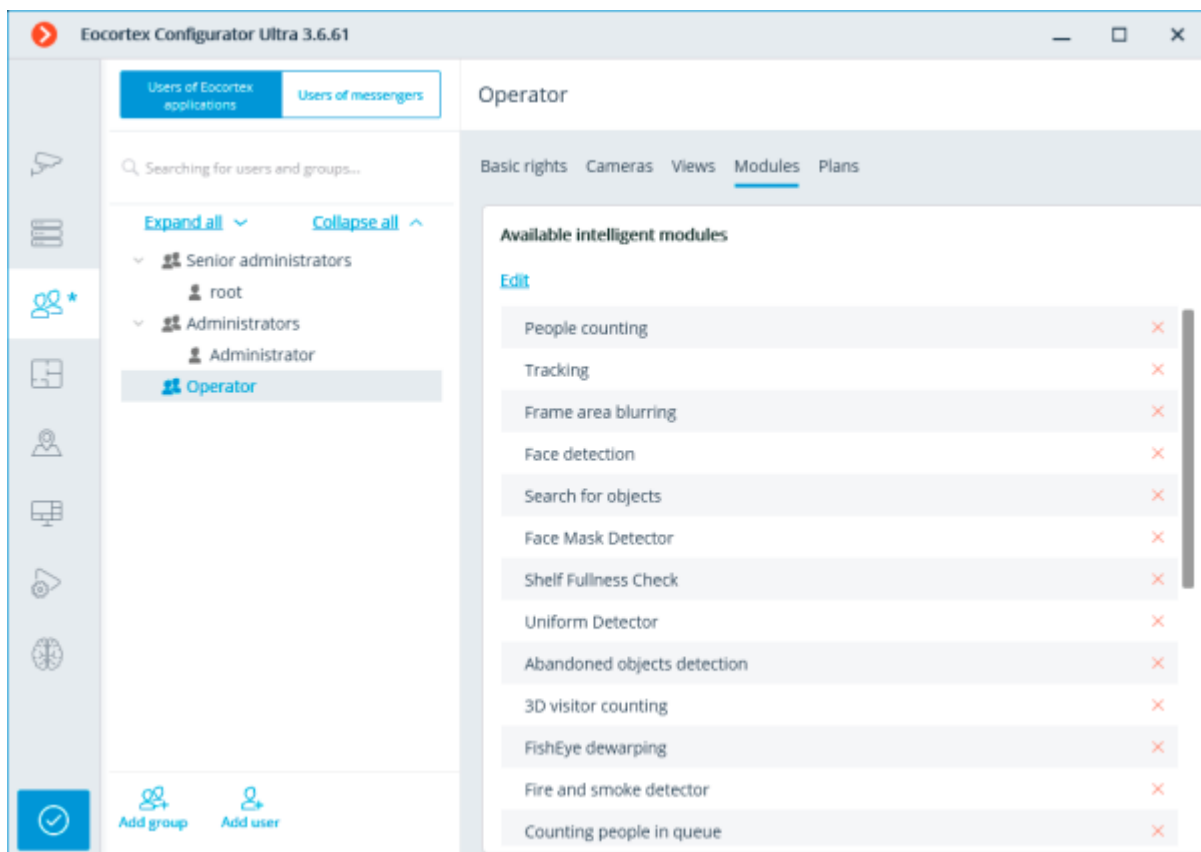 Eocortex Configurator Ultra 3.6.61
Users of Eocortex
applications
Users of messengers
Searching for users and groups...
Expand all
Collapse all
Senior administrators
root
Administrators
Administrator
Operator
Add group
Add user
Operator
Basic rights
Cameras
Views
Modules
Plans
Available intelligent modules
Edit
People counting
Tracking
Frame area blurring
Face detection
Search for objects
Face Mask Detector
Shelf Fullness Check
Uniform Detector
Abandoned objects detection
3D visitor counting
FishEye dewarping
Fire and smoke detector
Counting people in queue